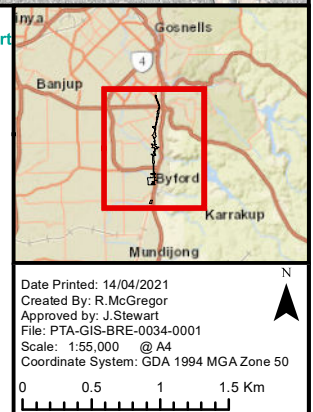 inya
Gosnells
rt
4
Banjup
Byford
Karrakup
Mundijong
N
Date Printed: 14/04/2021
Created By: R.McGregor
Approved by: J.Stewart
File: PTA-GIS-BRE-0034-0001
Scale: 1:55,000 @ A4
Coordinate System: GDA 1994 MGA Zone 50
0 0.5 1 1.5 Km